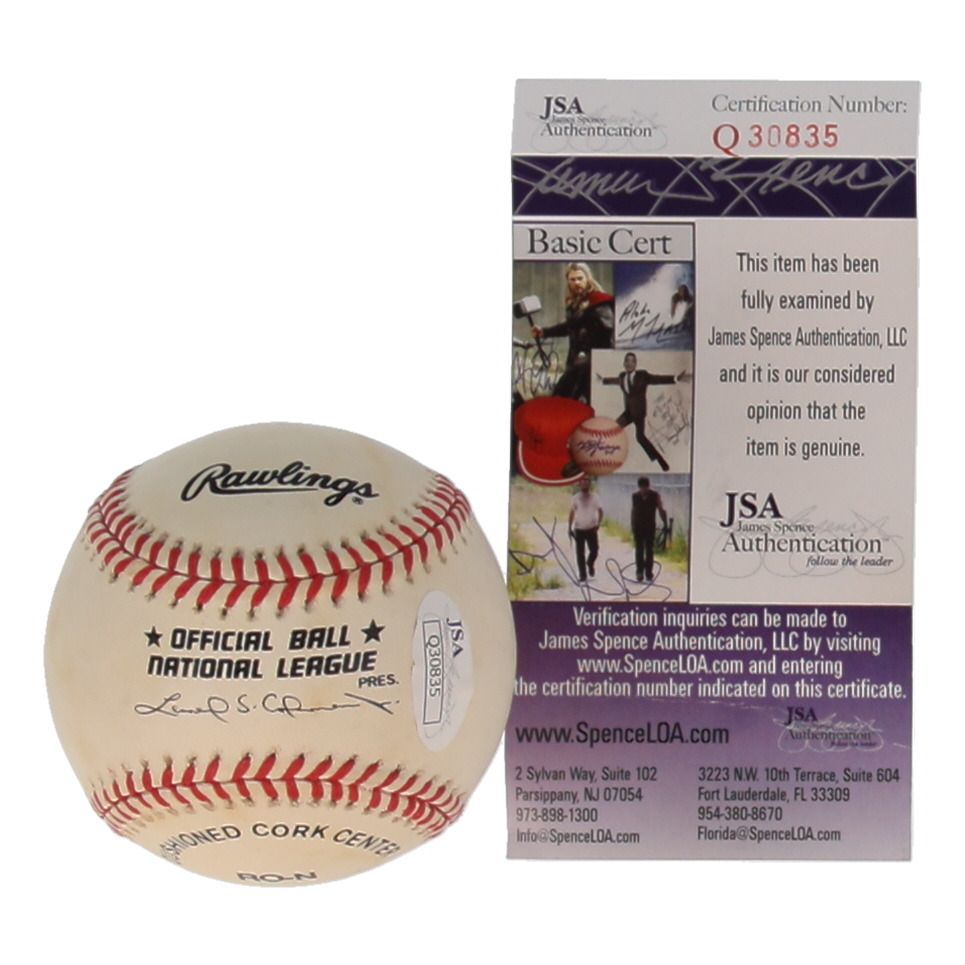 Rawlings®
★ OFFICIAL BALL ★
NATIONAL LEAGUE
PRES.
JSA
Q30835
CORK CENTER
RO-N
JSA
James Spence
Authentication
Certification Number:
Q 30835
Basic Cert
This item has been
fully examined by
James Spence Authentication, LLC
and it is our considered
opinion that the
item is genuine.
JSA
James Spence
Authentication
follow the leader
Verification inquiries can be made to
James Spence Authentication, LLC by visiting
www.SpenceLOA.com and entering
the certification number indicated on this certificate.
www.SpenceLOA.com
JSA
Authentication
follow the leader
2 Sylvan Way, Suite 102
Parsippany, NJ 07054
973-898-1300
Info@SpenceLOA.com
3223 N.W. 10th Terrace, Suite 604
Fort Lauderdale, FL 33309
954-380-8670
Florida@SpenceLOA.com